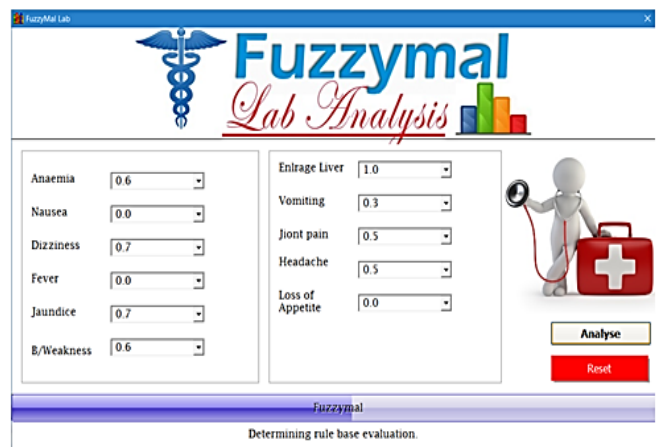 FuzzyMal Lab
Fuzzymal
Lab Analysis
Anaemia 0.6
Nausea 0.0
Dizziness 0.7
Fever 0.0
Jaundice 0.7
B/Weakness 0.6
Enlrage Liver 1.0
Vomiting 0.3
Jiont pain 0.5
Headache 0.5
Loss of
Appetite 0.0
Analyse
Reset
Fuzzymal
Determining rule base evaluation.